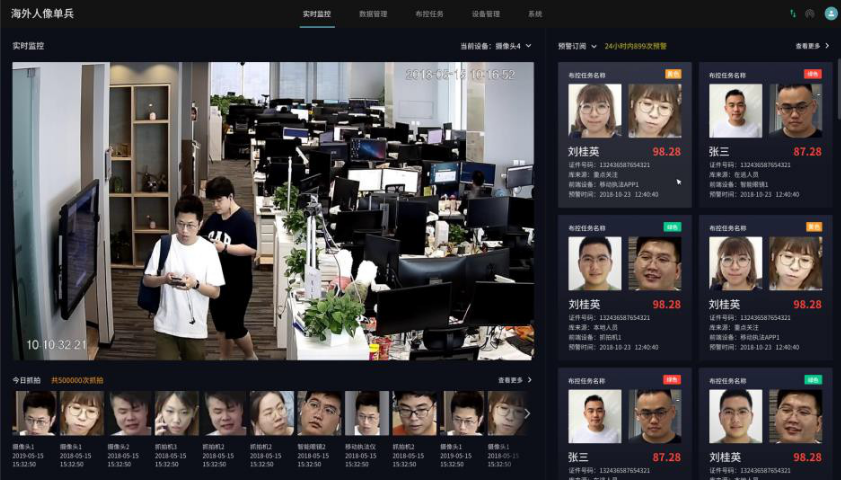 海外人像单兵
实时监控 数据管理 布控任务 设备管理 系统
实时监控
当前设备：摄像头4
2018-05-15 10:16:52
10-10:32:21
今日抓拍 共500000次抓拍
查看更多
摄像头1
2019-05-15
15:32:50
摄像头1
2018-05-15
15:32:50
摄像头2
2018-05-15
15:32:50
抓拍机3
2018-05-15
15:32:50
抓拍机2
2018-05-15
15:32:50
抓拍机2
2018-05-15
15:32:50
智能眼镜2
2018-05-15
15:32:50
移动执法仪
2018-05-15
15:32:50
抓拍机2
2018-05-15
15:32:50
摄像头1
2018-05-15
15:32:50
摄像头1
2018-05-15
15:32:50
预警订阅 24小时内899次预警
查看更多
布控任务名称 黄色
刘桂英 98.28
证件号码：132436587654321
库来源：重点关注
前端设备：移动执法APP1
预警时间：2018-10-23 12:40:40
布控任务名称
张三 87.28
证件号码：132436587654321
库来源：在逃人员
前端设备：智能眼镜1
预警时间：2018-10-23 12:40:40
布控任务名称 绿色
刘桂英 98.28
证件号码：132436587654321
库来源：本地人员
前端设备：抓拍机1
预警时间：2018-10-23 12:40:40
布控任务名称 黄色
刘桂英 98.28
证件号码：132436587654321
库来源：重点关注
前端设备：移动执法APP1
预警时间：2018-10-23 12:40:40
布控任务名称
张三 87.28
证件号码：132436587654321
布控任务名称 绿色
刘桂英 98.28
证件号码：132436587654321